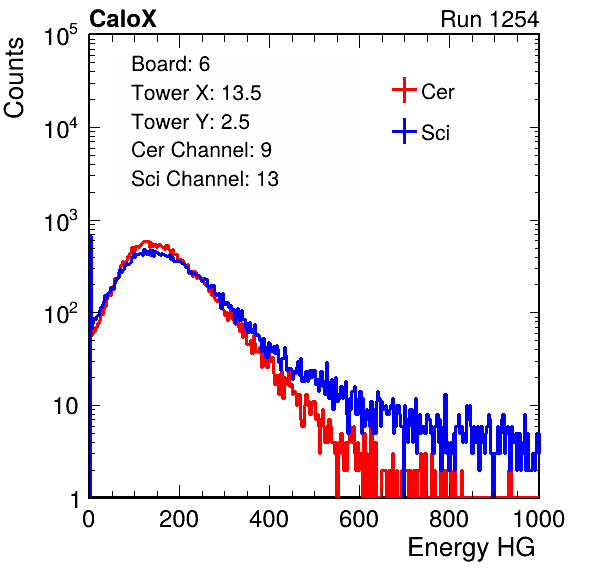 CaloX Run 1254
Counts
10^5
10^4
10^3
10^2
10
1
Board: 6
Tower X: 13.5
Tower Y: 2.5
Cer Channel: 9
Sci Channel: 13
Cer
Sci
0 200 400 600 800 1000
Energy HG